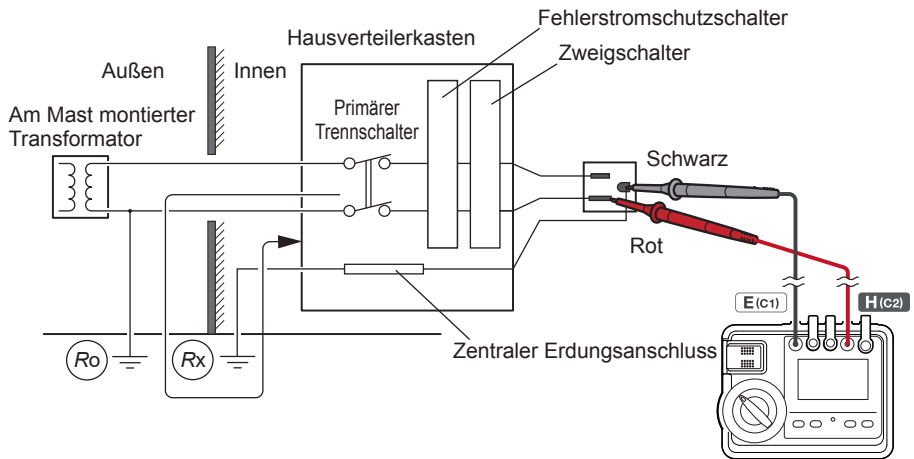 Fehlerstromschutzschalter
Hausverteilerkasten
Zweigschalter
Außen
Innen
Am Mast montierter
Transformator
Primärer
Trennschalter
Schwarz
Rot
E (C1)
H (C2)
Zentraler Erdungsanschluss
Ro
Rx